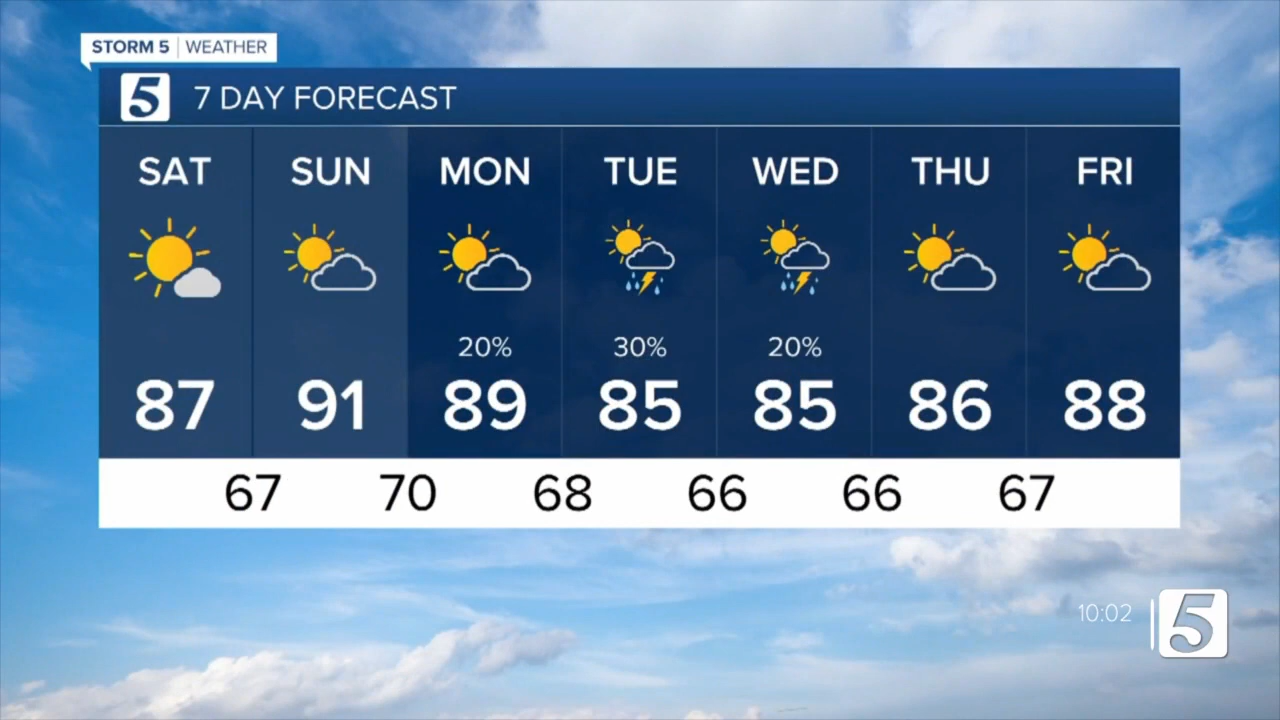 STORM 5 | WEATHER
5 7 DAY FORECAST
SAT SUN MON TUE WED THU FRI
20% 30% 20%
87 91 89 85 85 86 88
67 70 68 66 66 67
10:02 | 5